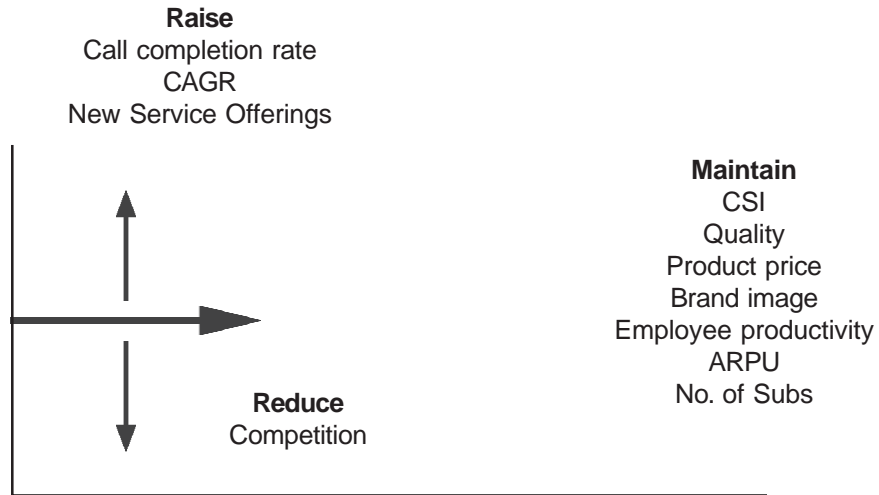 Raise
Call completion rate
CAGR
New Service Offerings
Maintain
CSI
Quality
Product price
Brand image
Employee productivity
ARPU
No. of Subs
Reduce
Competition